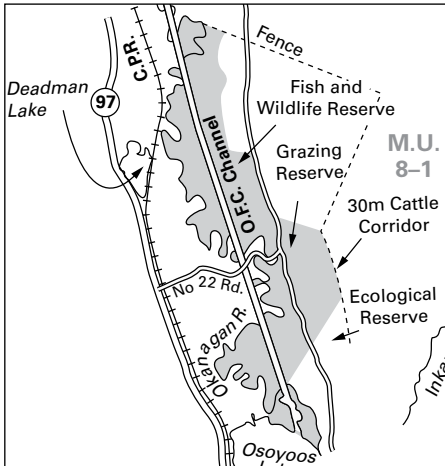 C.P.R.
Fence
Deadman
Lake
97
Fish and
Wildlife Reserve
M.U.
8–1
O.F.C. Channel
Grazing
Reserve
30m Cattle
Corridor
No 22 Rd.
Ecological
Reserve
Okanagan R.
Osoyoos